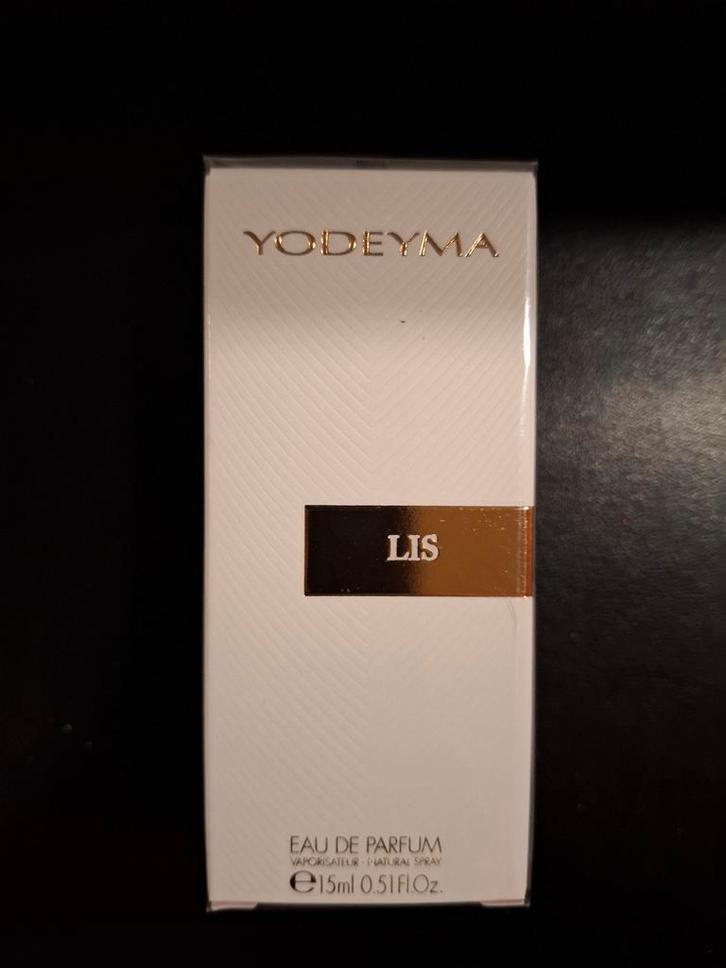 YODEYMA
LIS
EAU DE PARFUM
VAPORISATEUR - NATURAL SPRAY
℮15ml 0.51Fl.Oz.